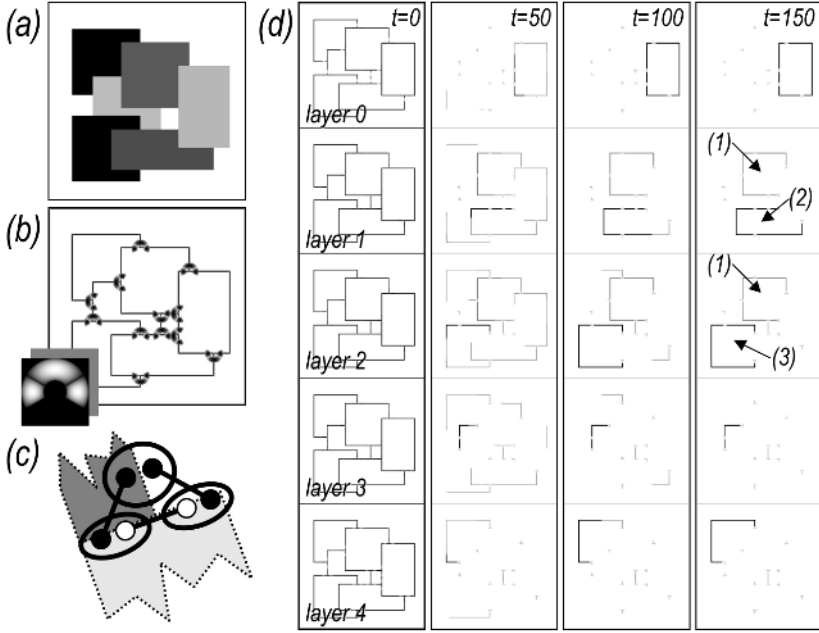 (a)
(b)
(c)
(d)
t=0
t=50
t=100
t=150
layer 0
layer 1
(1)
(2)
layer 2
(1)
(3)
layer 3
layer 4